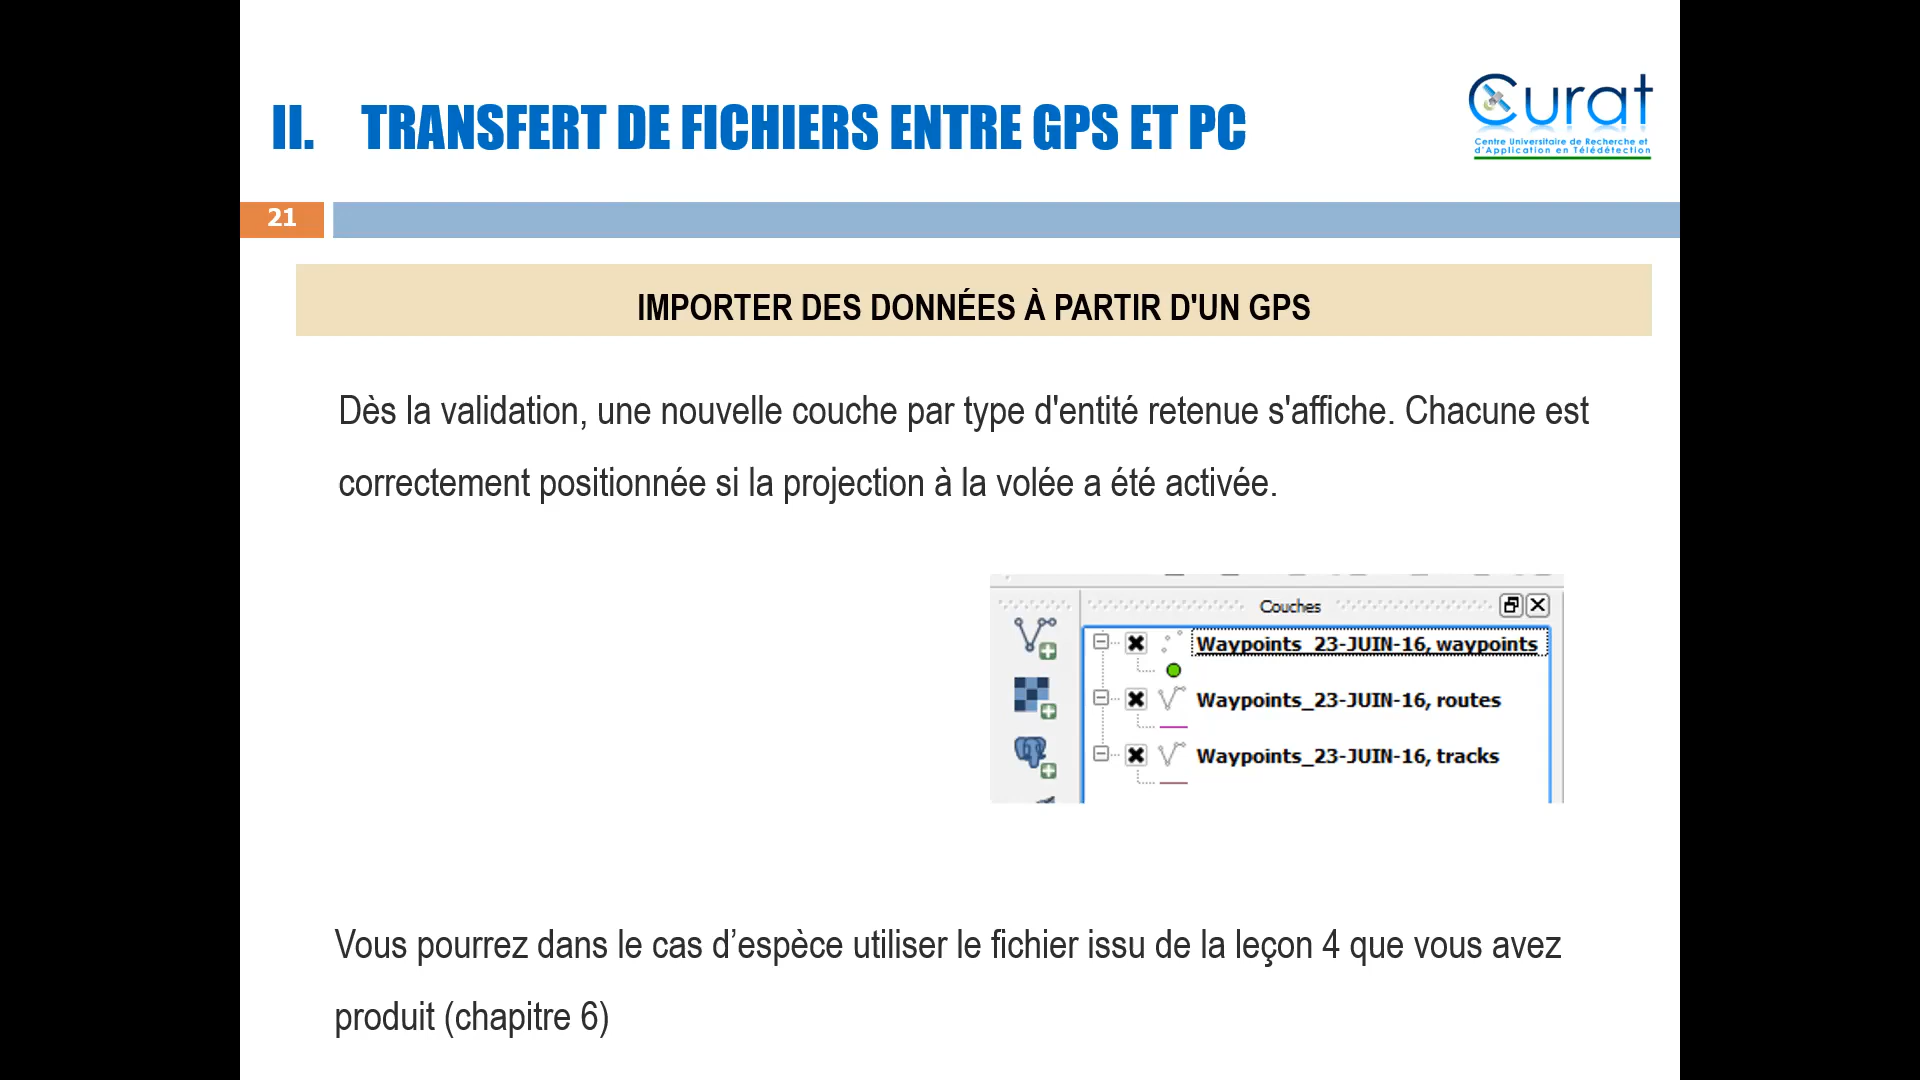 II. TRANSFERT DE FICHIERS ENTRE GPS ET PC
Curat
Centre Universitaire de Recherche et
d'Application en Télédétection
21
IMPORTER DES DONNÉES À PARTIR D'UN GPS
Dès la validation, une nouvelle couche par type d'entité retenue s'affiche. Chacune est
correctement positionnée si la projection à la volée a été activée.
Couches
Waypoints_23-JUIN-16, waypoints
Waypoints_23-JUIN-16, routes
Waypoints_23-JUIN-16, tracks
Vous pourrez dans le cas d’espèce utiliser le fichier issu de la leçon 4 que vous avez
produit (chapitre 6)